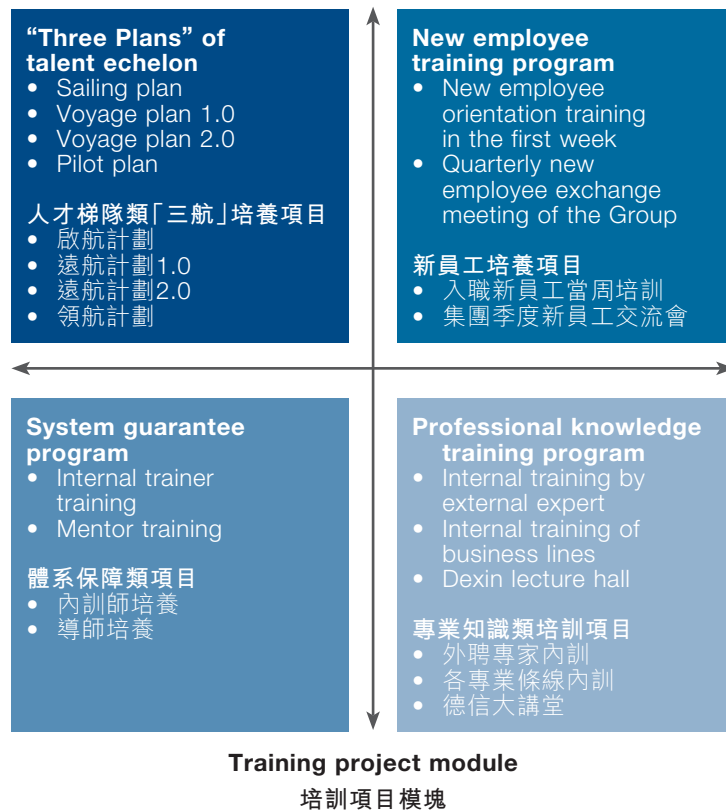 “Three Plans” of
talent echelon
• Sailing plan
• Voyage plan 1.0
• Voyage plan 2.0
• Pilot plan
人才梯隊類「三航」培養項目
• 啟航計劃
• 遠航計劃1.0
• 遠航計劃2.0
• 領航計劃
New employee
training program
• New employee
orientation training
in the first week
• Quarterly new
employee exchange
meeting of the Group
新員工培養項目
• 入職新員工當周培訓
• 集團季度新員工交流會
System guarantee
program
• Internal trainer
training
• Mentor training
體系保障類項目
• 內訓師培養
• 導師培養
Professional knowledge
training program
• Internal training by
external expert
• Internal training of
business lines
• Dexin lecture hall
專業知識類培訓項目
• 外聘專家內訓
• 各專業條線內訓
• 德信大講堂
Training project module
培訓項目模塊